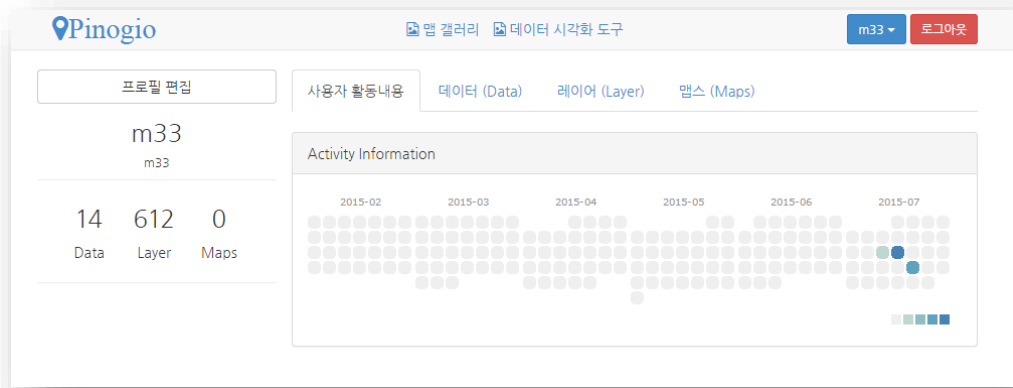 Pinogio
맵 갤러리 데이터 시각화 도구
m33
로그아웃
프로필 편집
m33
m33
14 612 0
Data Layer Maps
사용자 활동내용 데이터 (Data) 레이어 (Layer) 맵스 (Maps)
Activity Information
2015-02 2015-03 2015-04 2015-05 2015-06 2015-07